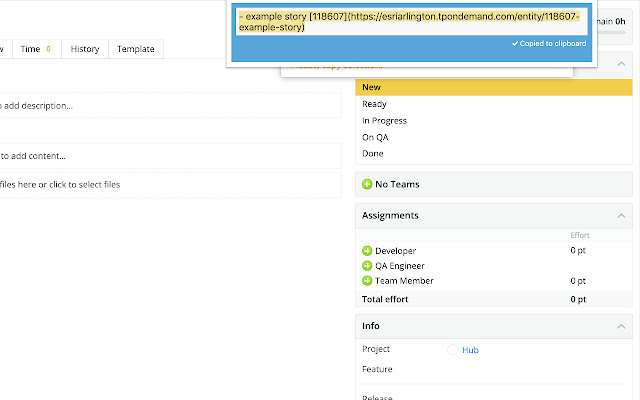 - example story [118607](https://esriarlington.tpondemand.com/entity/118607-
example-story)
Copied to clipboard
main 0h
Time 0 History Template
New
Ready
In Progress
On QA
Done
to add description...
to add content...
files here or click to select files
No Teams
Assignments
Effort
Developer 0 pt
QA Engineer
Team Member 0 pt
Total effort 0 pt
Info
Project Hub
Feature
Release